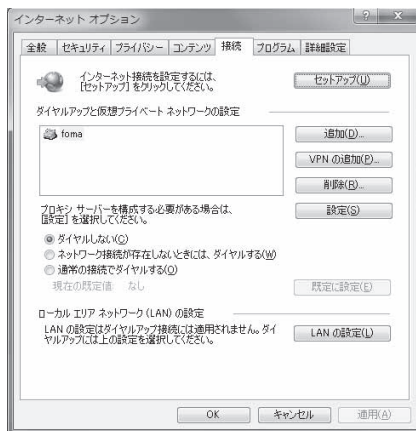 インターネット オプション
全般 セキュリティ プライバシー コンテンツ 接続 プログラム 詳細設定
インターネット接続を設定するには、
[セットアップ] をクリックしてください。
セットアップ(U)
ダイヤルアップと仮想プライベート ネットワークの設定
foma
追加(D)...
VPN の追加(P)...
削除(R)...
プロキシ サーバーを構成する必要がある場合は、
[設定] を選択してください。
設定(S)
ダイヤルしない(C)
ネットワーク接続が存在しないときには、ダイヤルする(W)
通常の接続でダイヤルする(O)
現在の既定値: なし
既定に設定(E)
ローカル エリア ネットワーク (LAN) の設定
LAN の設定はダイヤルアップ接続には適用されません。ダイ
ヤルアップには上の設定を選択してください。
LAN の設定(L)
OK キャンセル 適用(A)